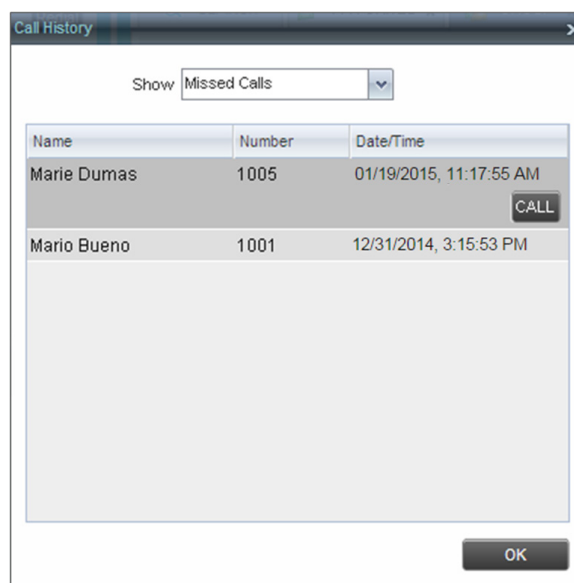 Call History
Show Missed Calls
Name Number Date/Time
Marie Dumas 1005 01/19/2015, 11:17:55 AM
CALL
Mario Bueno 1001 12/31/2014, 3:15:53 PM
OK